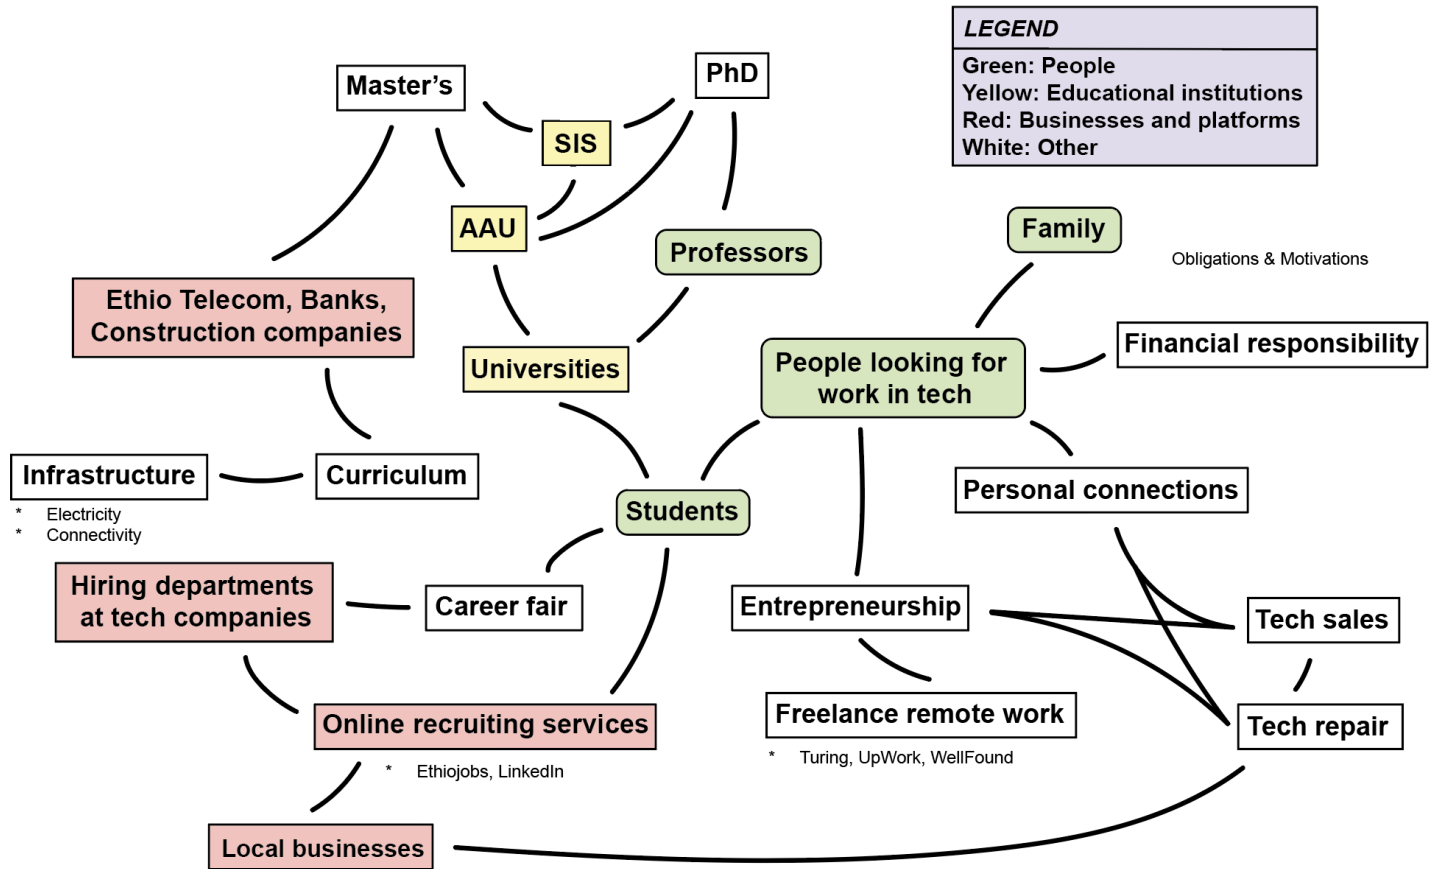 LEGEND
Green: People
Yellow: Educational institutions
Red: Businesses and platforms
White: Other
Master's
PhD
SIS
AAU
Professors
Family
Obligations & Motivations
Ethio Telecom, Banks,
Construction companies
Universities
People looking for
work in tech
Financial responsibility
Infrastructure
* Electricity
* Connectivity
Curriculum
Students
Personal connections
Hiring departments
at tech companies
Career fair
Entrepreneurship
Tech sales
Online recruiting services
* Ethiojobs, LinkedIn
Freelance remote work
* Turing, UpWork, WellFound
Tech repair
Local businesses